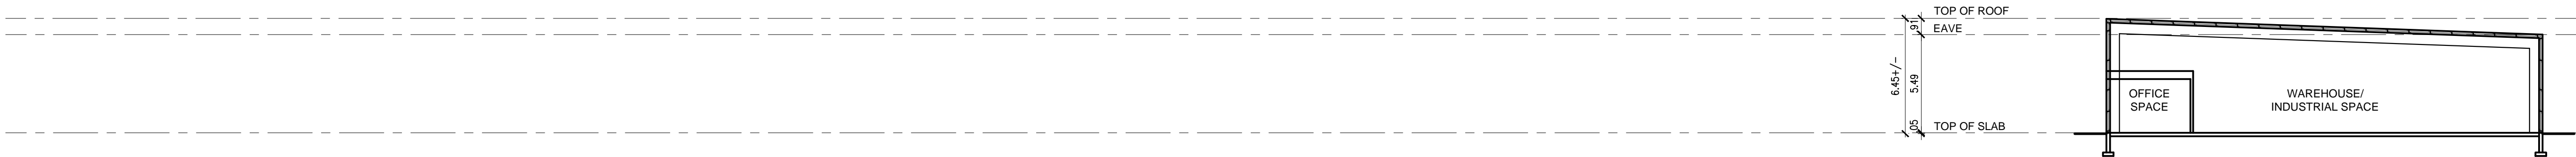 TOP OF ROOF
.91
EAVE
6.45+/–
5.49
OFFICE
SPACE
WAREHOUSE/
INDUSTRIAL SPACE
.05
TOP OF SLAB